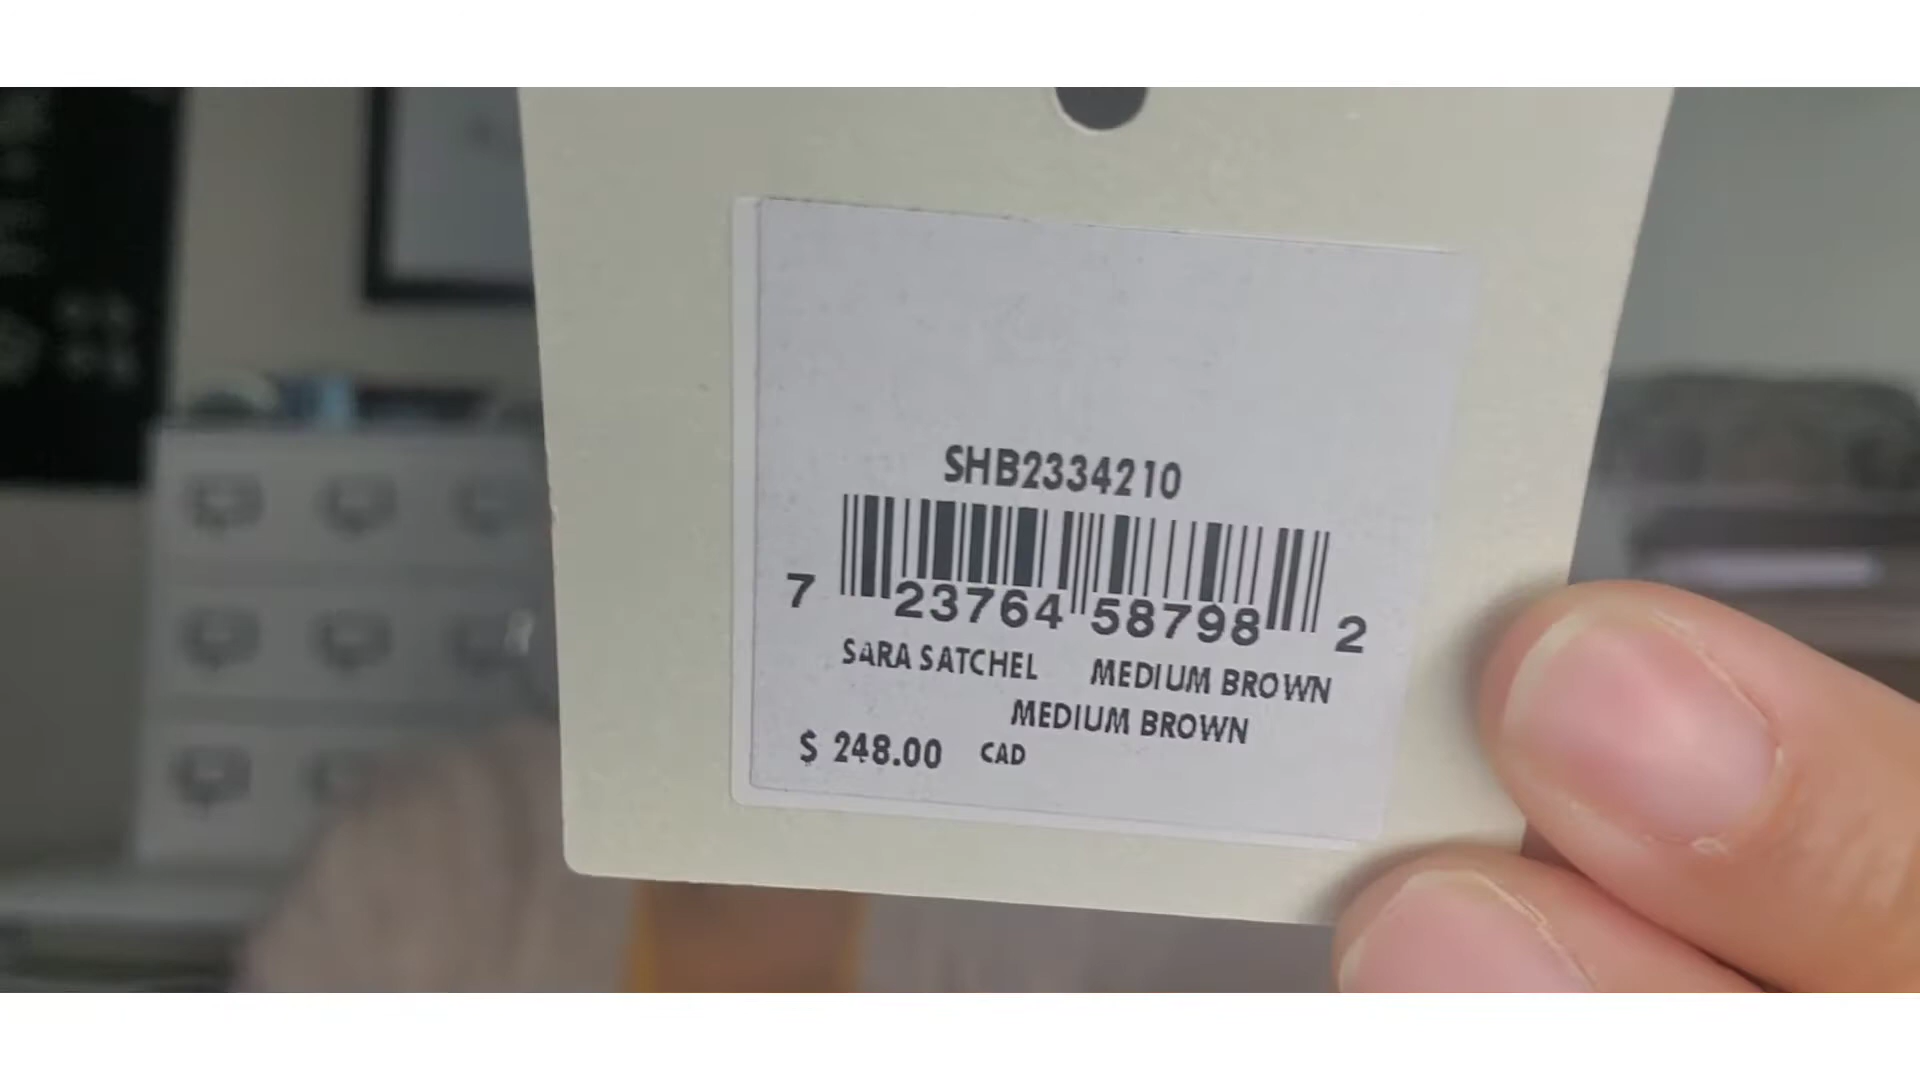 SHB2334210
7 23764 58798 2
SARA SATCHEL MEDIUM BROWN
MEDIUM BROWN
$ 248.00 CAD